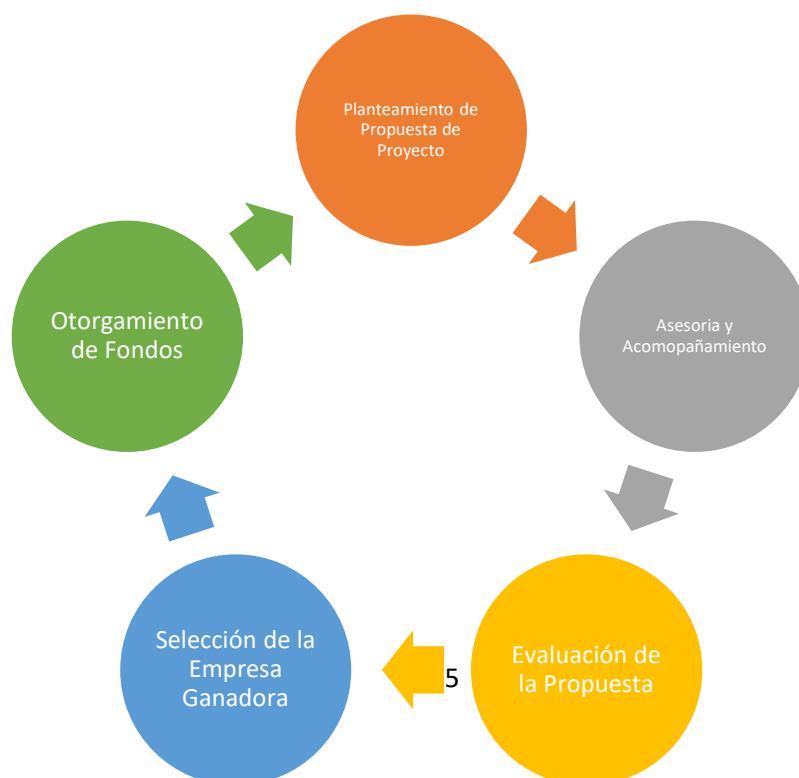 Planteamiento de
Propuesta de
Proyecto
Asesoria y
Acomopañamiento
Evaluación de
la Propuesta
5
Selección de la
Empresa
Ganadora
Otorgamiento
de Fondos